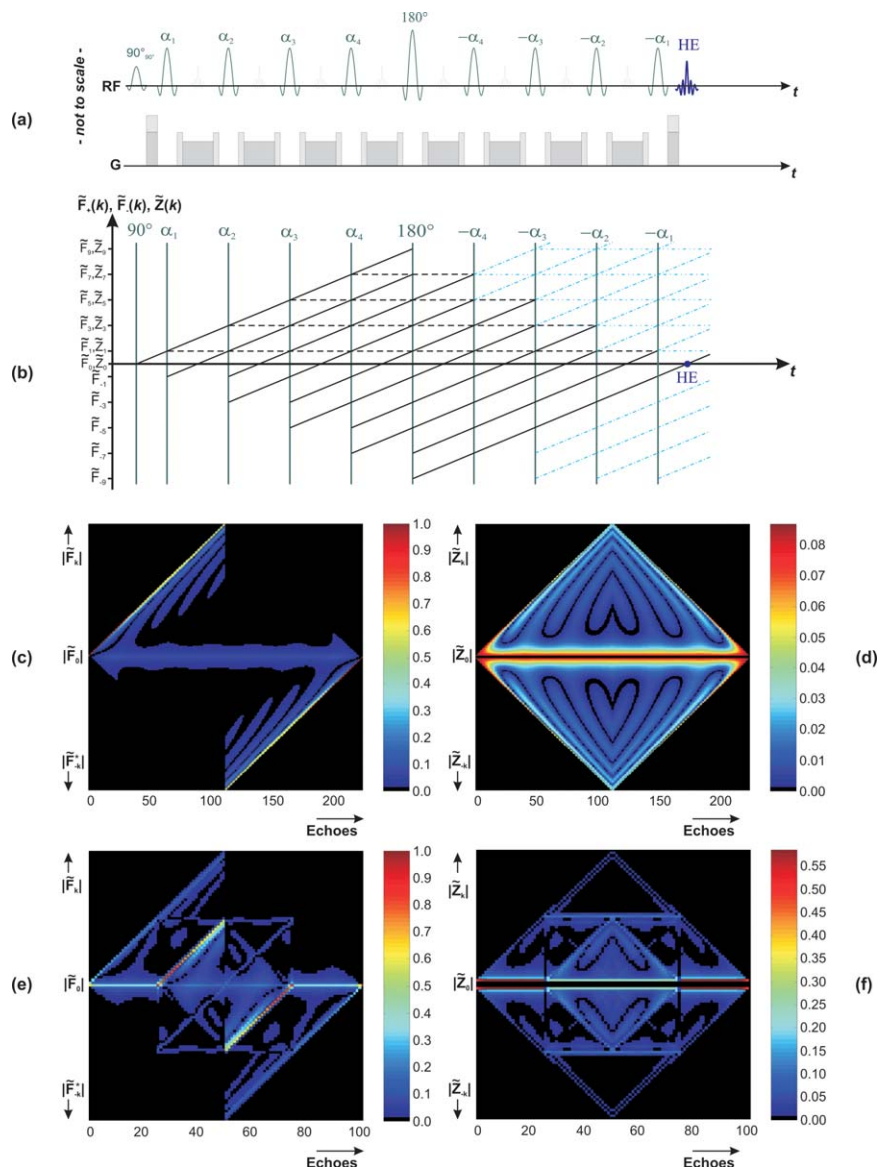 90°90° α1 α2 α3 α4 180° −α4 −α3 −α2 −α1 HE
- not to scale -
RF t
(a)
G t
F̃+(k), F̃-(k), Z̃(k)
90° α1 α2 α3 α4 180° −α4 −α3 −α2 −α1
F̃9,Z̃9
F̃7,Z̃7
F̃5,Z̃5
F̃3,Z̃3
F̃1,Z̃1
F̃0,Z̃0 t
(b)
F̃-1 HE
F̃-3
F̃-5
F̃-7
F̃-9
(c)
|F̃k|
|F̃0|
|F̃*-k|
1.0
0.9
0.8
0.7
0.6
0.5
0.4
0.3
0.2
0.1
0.0
0 50 100 150 200
Echoes
(d)
|Z̃k|
|Z̃0|
|Z̃-k|
0.08
0.07
0.06
0.05
0.04
0.03
0.02
0.01
0.00
0 50 100 150 200
Echoes
(e)
|F̃k|
|F̃0|
|F̃*-k|
1.0
0.9
0.8
0.7
0.6
0.5
0.4
0.3
0.2
0.1
0.0
0 20 40 60 80 100
Echoes
(f)
|Z̃k|
|Z̃0|
|Z̃-k|
0.55
0.50
0.45
0.40
0.35
0.30
0.25
0.20
0.15
0.10
0.05
0.00
0 20 40 60 80 100
Echoes